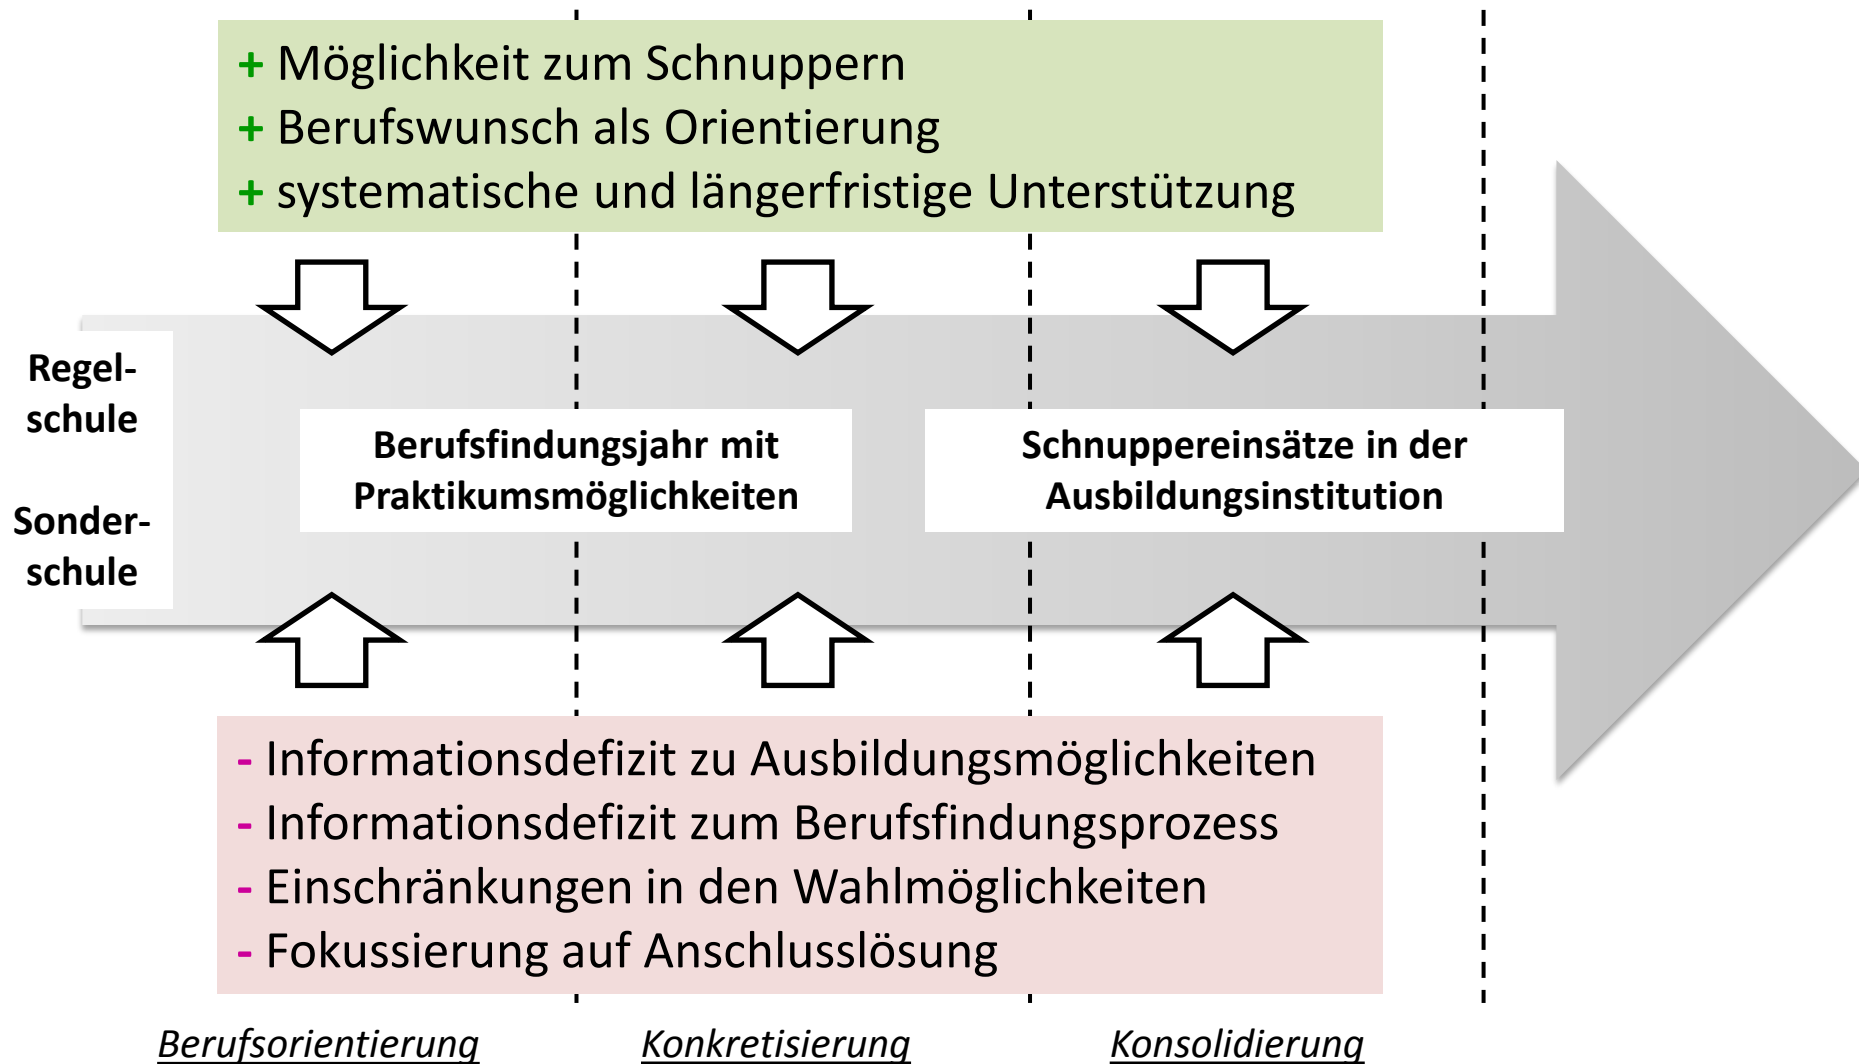 + Möglichkeit zum Schnuppern
+ Berufswunsch als Orientierung
+ systematische und längerfristige Unterstützung
Regel-
schule
Sonder-
schule
Berufsfindungsjahr mit
Praktikumsmöglichkeiten
Schnuppereinsätze in der
Ausbildungsinstitution
- Informationsdefizit zu Ausbildungsmöglichkeiten
- Informationsdefizit zum Berufsfindungsprozess
- Einschränkungen in den Wahlmöglichkeiten
- Fokussierung auf Anschlusslösung
Berufsorientierung
Konkretisierung
Konsolidierung